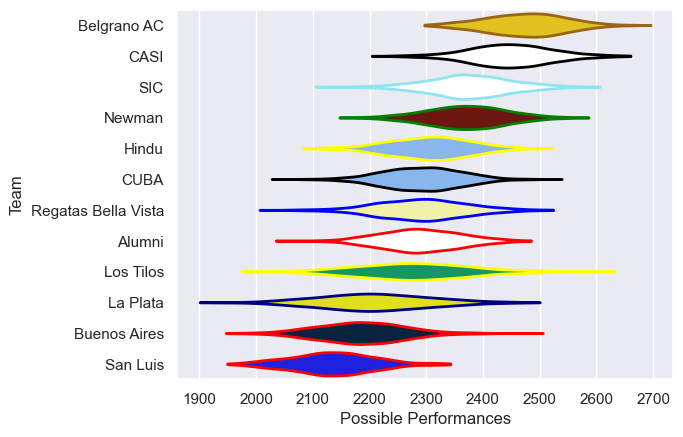 Belgrano AC
CASI
SIC
Newman
Hindu
CUBA
Regatas Bella Vista
Alumni
Los Tilos
La Plata
Buenos Aires
San Luis
Team
1900 2000 2100 2200 2300 2400 2500 2600 2700
Possible Performances